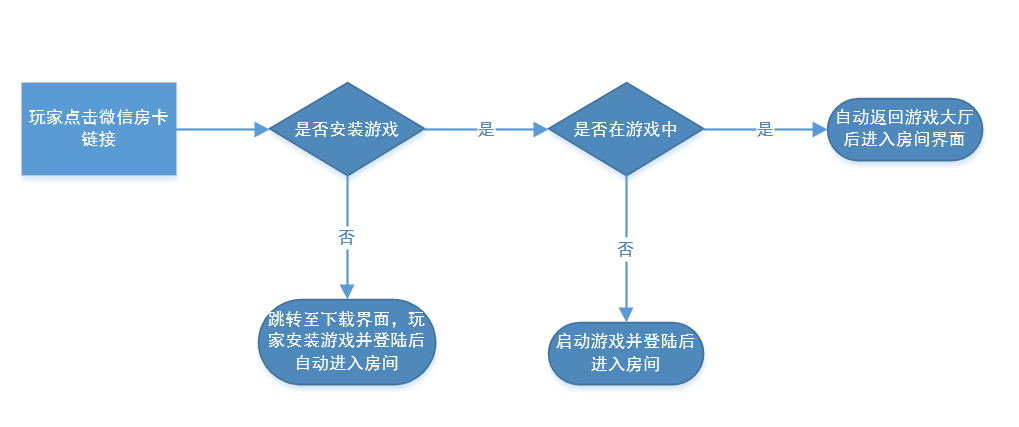 玩家点击微信房卡
链接
是否安装游戏
是
是否在游戏中
是
自动返回游戏大厅
后进入房间界面
否
否
跳转至下载界面，玩
家安装游戏并登陆后
自动进入房间
启动游戏并登陆后
进入房间